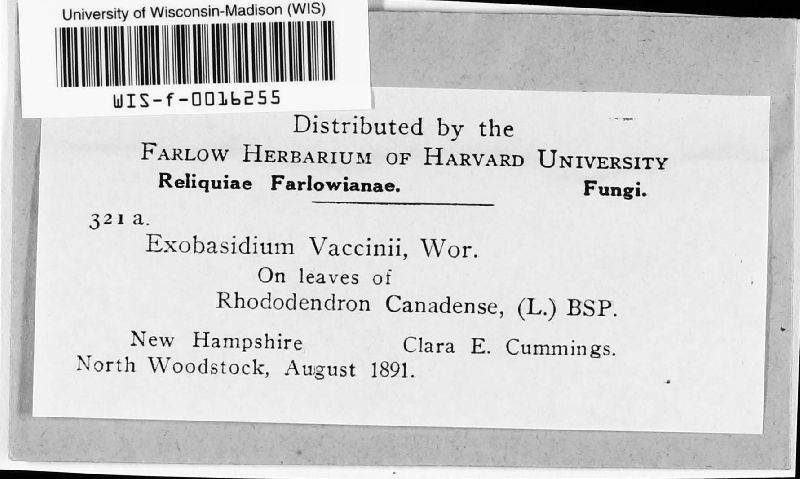 University of Wisconsin-Madison (WIS)
WIS-f-0016255
Distributed by the
FARLOW HERBARIUM OF HARVARD UNIVERSITY
Reliquiae Farlowianae. Fungi.
321 a.
Exobasidium Vaccinii, Wor.
On leaves of
Rhododendron Canadense, (L.) BSP.
New Hampshire Clara E. Cummings.
North Woodstock, August 1891.